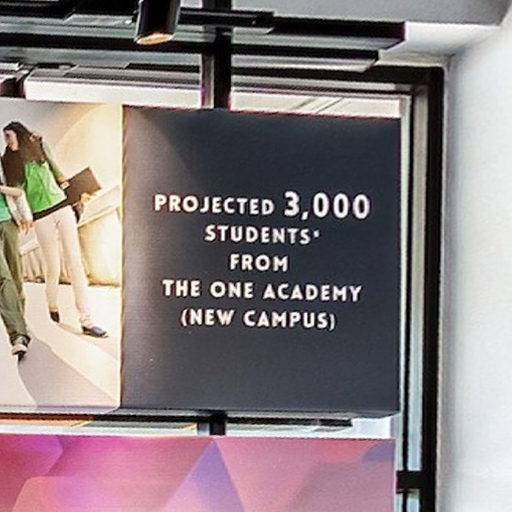 PROJECTED 3,000
STUDENTS*
FROM
THE ONE ACADEMY
(NEW CAMPUS)